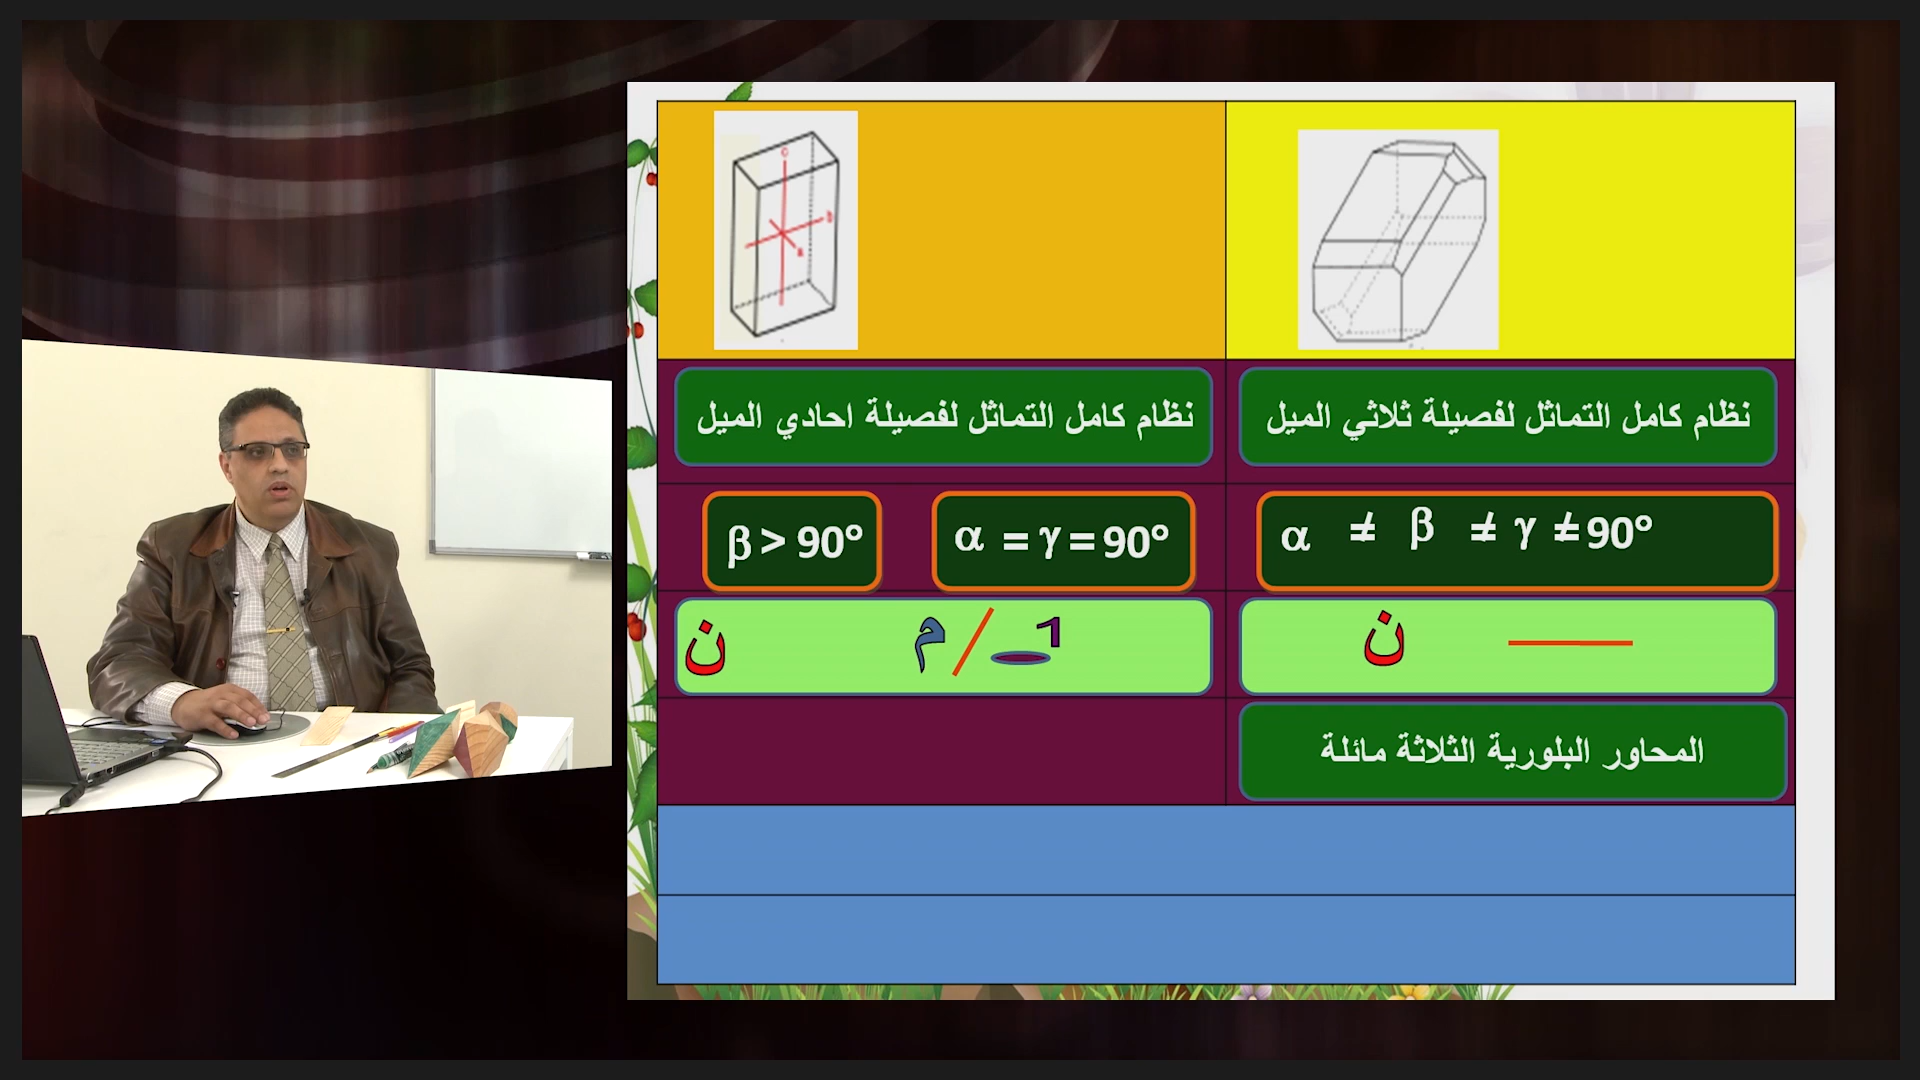 c
b
a
نظام كامل التماثل لفصيلة ثلاثي الميل
نظام كامل التماثل لفصيلة احادي الميل
α ≠ β ≠ γ ≠ 90°
α = γ = 90°
β > 90°
ن
1 / م ن
المحاور البلورية الثلاثة مائلة